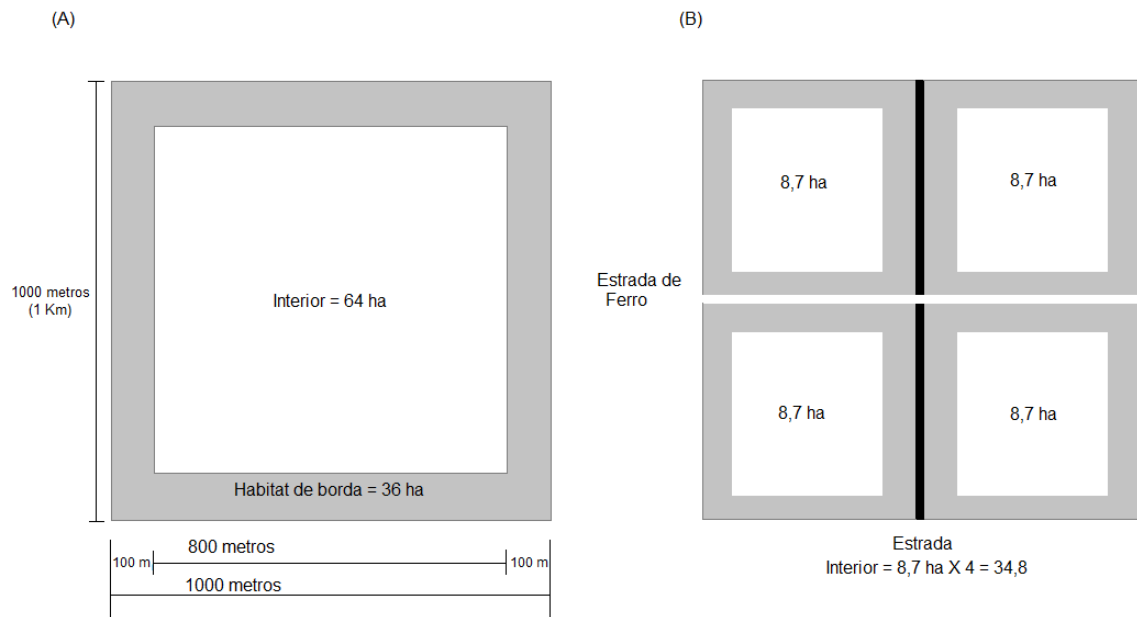 (A)
(B)
1000 metros
(1 Km)
Interior = 64 ha
Habitat de borda = 36 ha
100 m
800 metros
100 m
1000 metros
8,7 ha
8,7 ha
Estrada de
Ferro
8,7 ha
8,7 ha
Estrada
Interior = 8,7 ha X 4 = 34,8